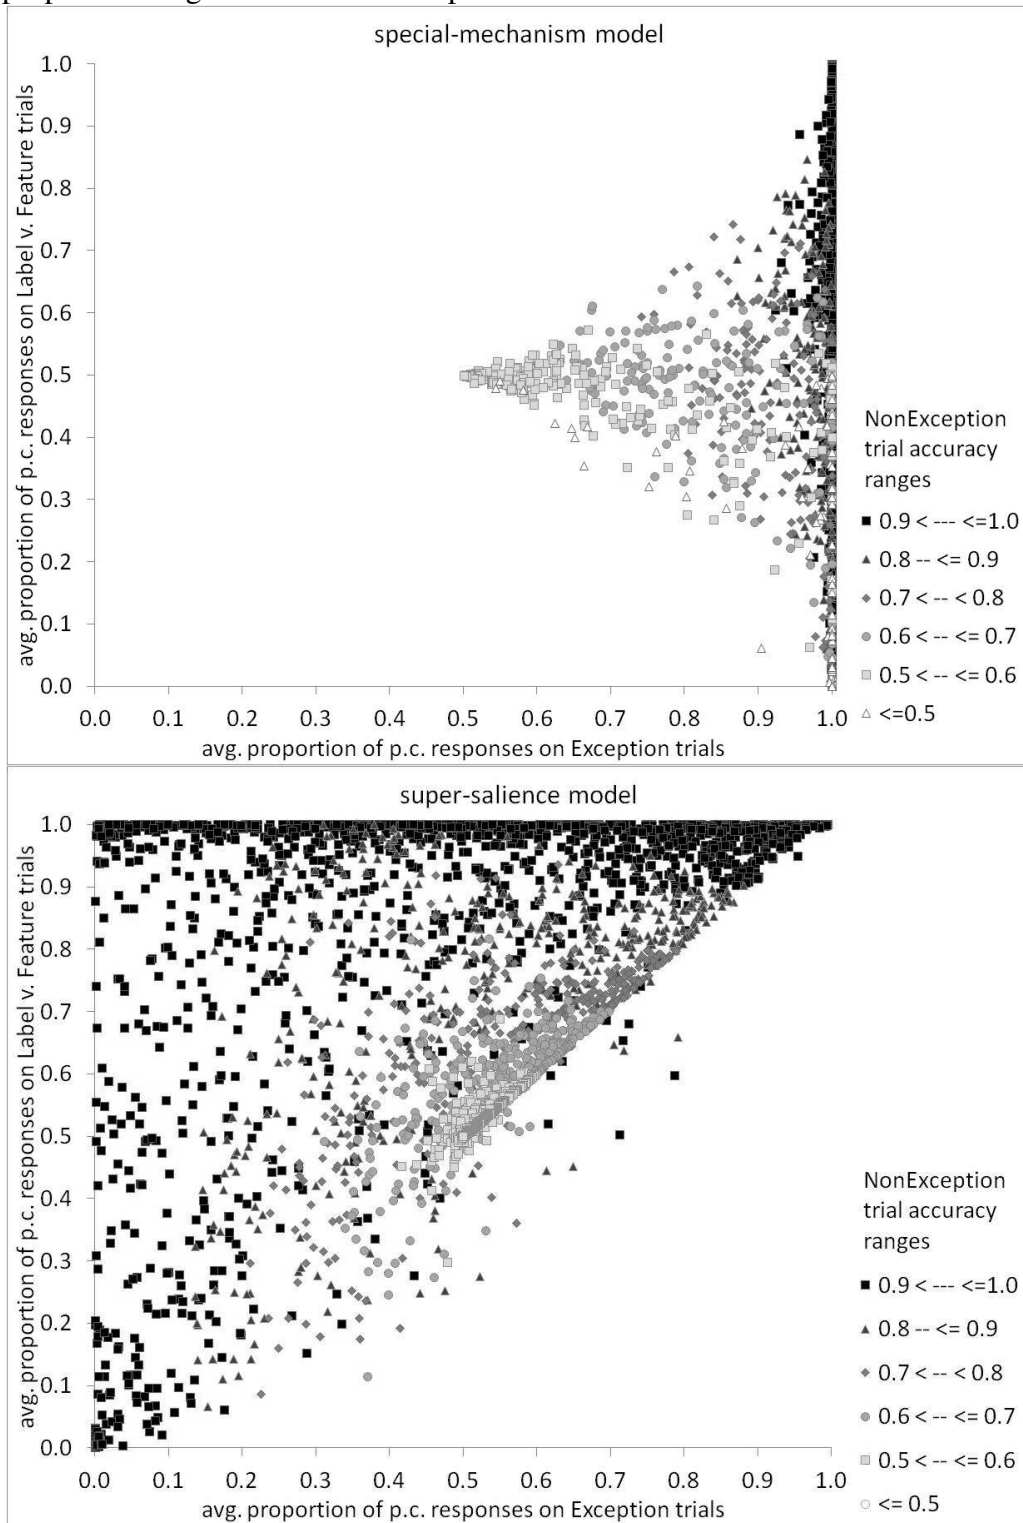 special-mechanism model
avg. proportion of p.c. responses on Label v. Feature trials
1.0
0.9
0.8
0.7
0.6
0.5
0.4
0.3
0.2
0.1
0.0
0.0 0.1 0.2 0.3 0.4 0.5 0.6 0.7 0.8 0.9 1.0
avg. proportion of p.c. responses on Exception trials
NonException
trial accuracy
ranges
0.9 < --- <=1.0
0.8 -- <= 0.9
0.7 < -- < 0.8
0.6 < -- <= 0.7
0.5 < -- <= 0.6
<=0.5
super-salience model
avg. proportion of p.c. responses on Label v. Feature trials
1.0
0.9
0.8
0.7
0.6
0.5
0.4
0.3
0.2
0.1
0.0
0.0 0.1 0.2 0.3 0.4 0.5 0.6 0.7 0.8 0.9 1.0
avg. proportion of p.c. responses on Exception trials
NonException
trial accuracy
ranges
0.9 < --- <=1.0
0.8 -- <= 0.9
0.7 < -- < 0.8
0.6 < -- <= 0.7
0.5 < -- <= 0.6
<= 0.5